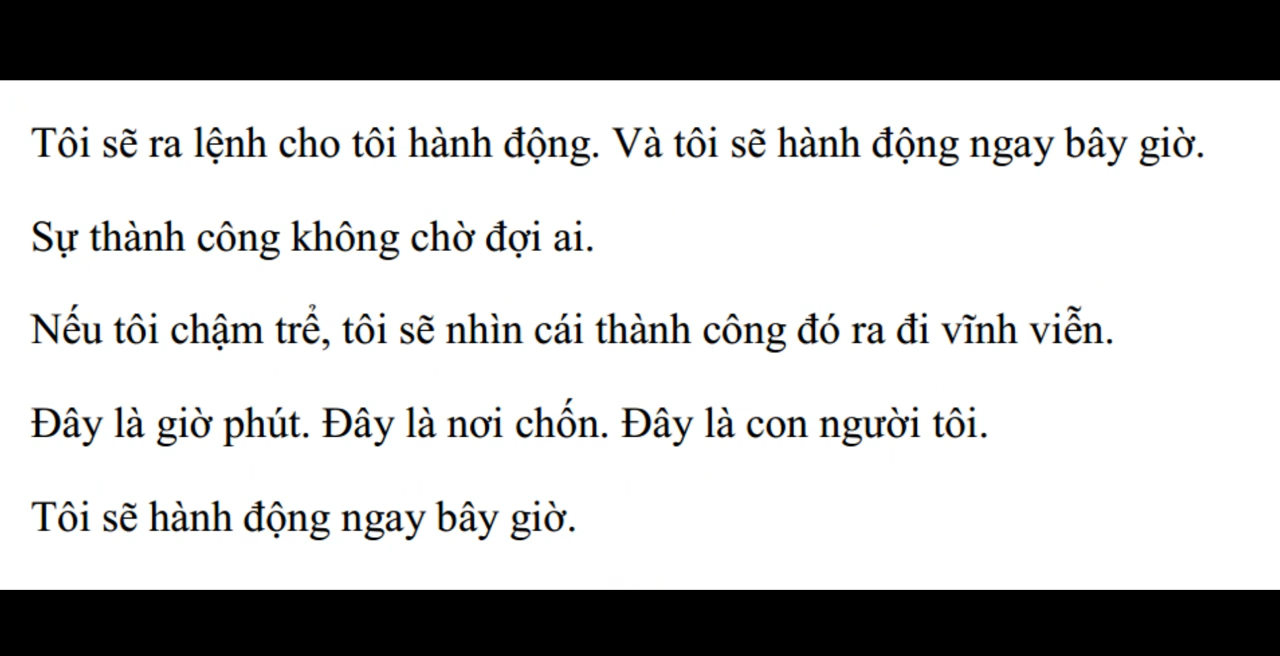 Tôi sẽ ra lệnh cho tôi hành động. Và tôi sẽ hành động ngay bây giờ.
Sự thành công không chờ đợi ai.
Nếu tôi chậm trể, tôi sẽ nhìn cái thành công đó ra đi vĩnh viễn.
Đây là giờ phút. Đây là nơi chốn. Đây là con người tôi.
Tôi sẽ hành động ngay bây giờ.